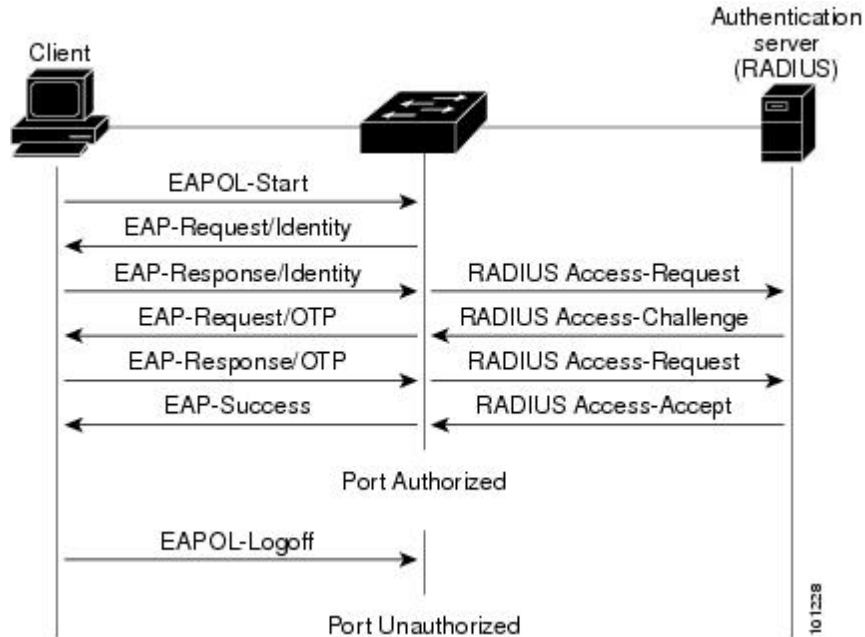 Client
Authentication
server
(RADIUS)
EAPOL-Start
EAP-Request/Identity
EAP-Response/Identity
RADIUS Access-Request
EAP-Request/OTP
RADIUS Access-Challenge
EAP-Response/OTP
RADIUS Access-Request
EAP-Success
RADIUS Access-Accept
Port Authorized
EAPOL-Logoff
Port Unauthorized
101228